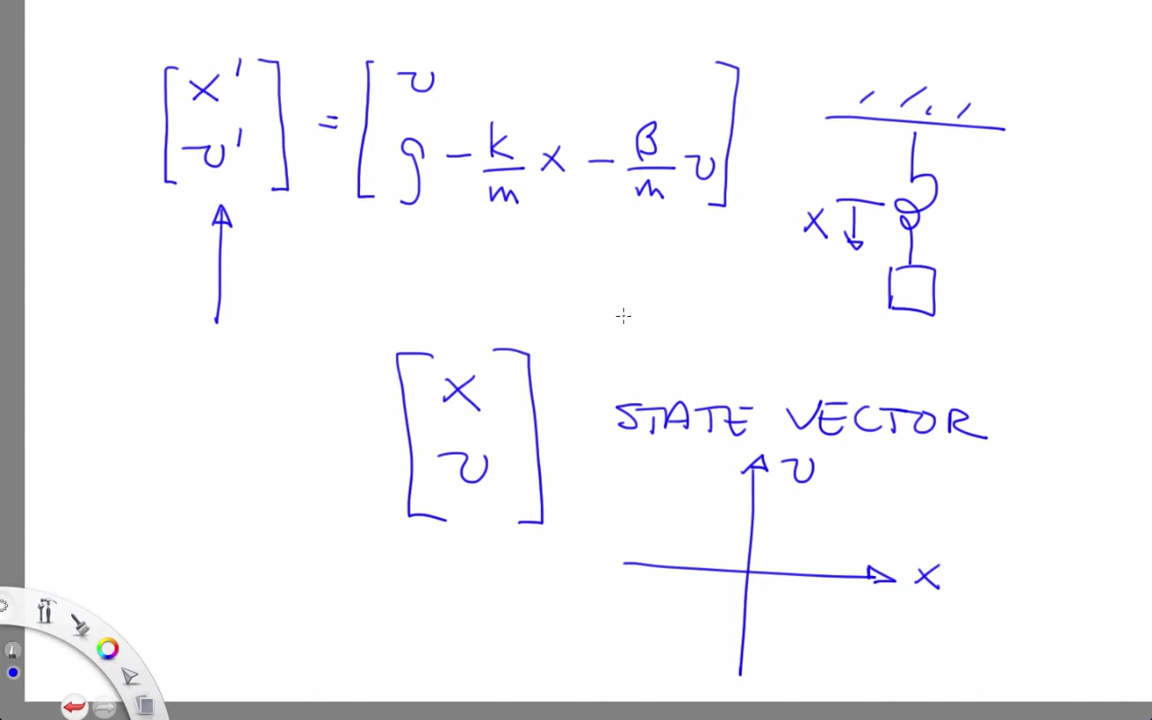 [x' v'] = [v g - k/m x - β/m v]
x
[x v]
STATE VECTOR
v
x